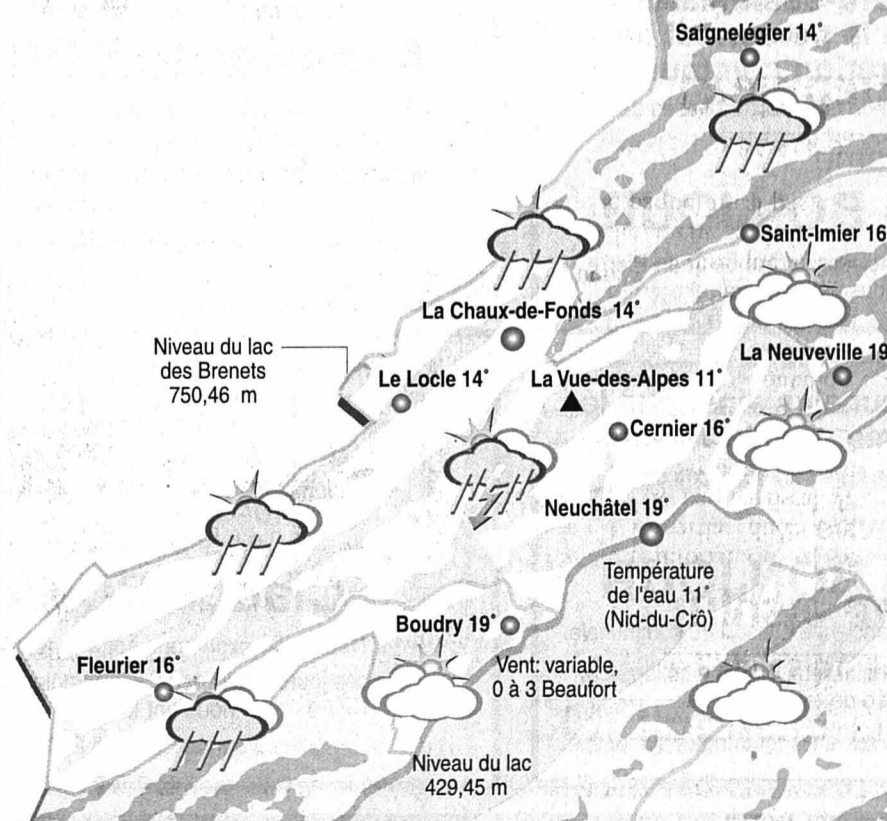 Saignelégier 14°
Saint-Imier 16
La Chaux-de-Fonds 14°
Niveau du lac
des Brenets
750,46 m
La Neuveville 19
Le Locle 14°
La Vue-des-Alpes 11°
Cernier 16°
Neuchâtel 19°
Température
de l'eau 11°
(Nid-du-Crô)
Boudry 19°
Fleurier 16°
Vent: variable,
0 à 3 Beaufort
Niveau du lac
429,45 m